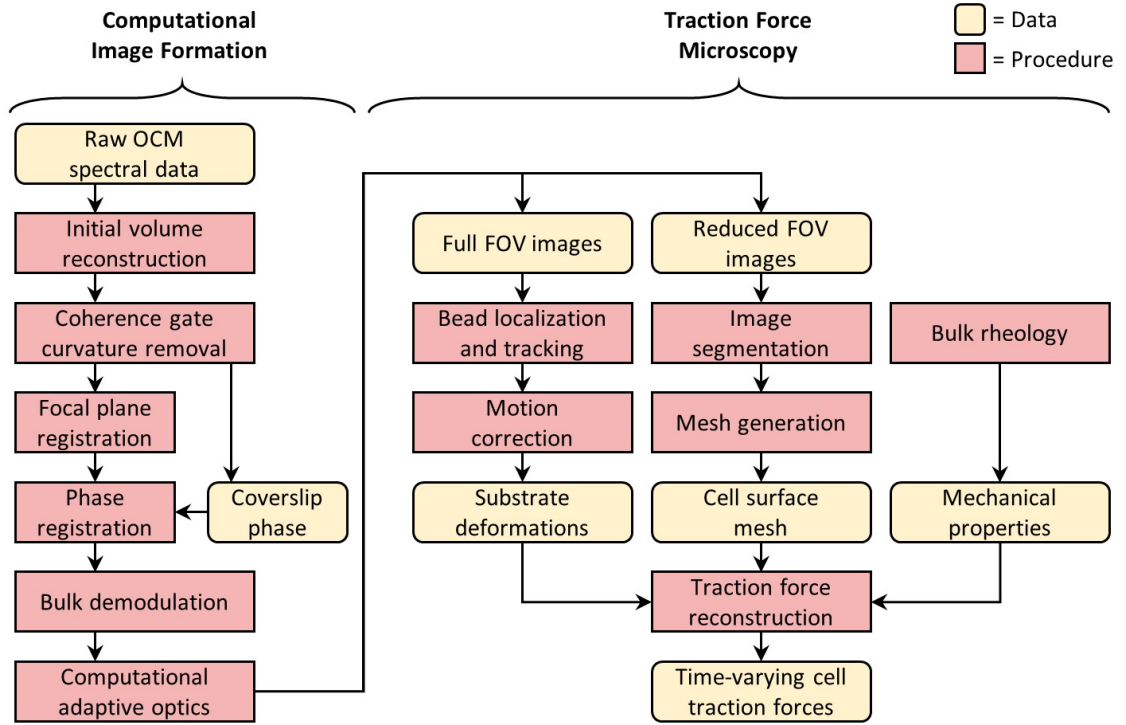 Computational
Image Formation
Traction Force
Microscopy
= Data
= Procedure
Raw OCM
spectral data
Initial volume
reconstruction
Coherence gate
curvature removal
Focal plane
registration
Phase
registration
Coverslip
phase
Bulk demodulation
Computational
adaptive optics
Full FOV images
Bead localization
and tracking
Motion
correction
Substrate
deformations
Reduced FOV
images
Image
segmentation
Mesh generation
Cell surface
mesh
Bulk rheology
Mechanical
properties
Traction force
reconstruction
Time-varying cell
traction forces